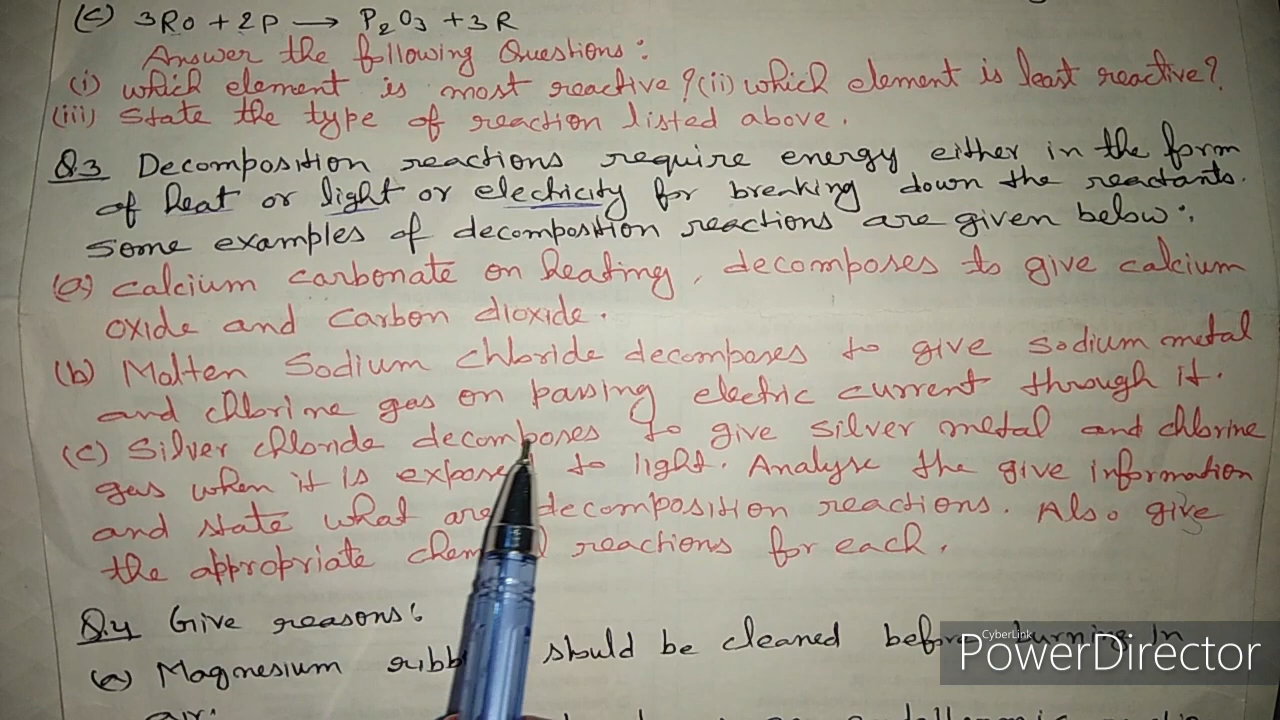 (c) 3RO + 2P → P2O3 + 3R
Answer the following Questions:
(i) which element is most reactive? (ii) which element is least reactive?
(iii) state the type of reaction listed above.
Q.3 Decomposition reactions require energy either in the form
of heat or light or electricity for breaking down the reactants.
Some examples of decomposition reactions are given below:
(a) calcium carbonate on heating, decomposes to give calcium
oxide and carbon dioxide.
(b) Molten Sodium chloride decomposes to give sodium metal
and chlorine gas on passing electric current through it.
(c) Silver chloride decomposes to give silver metal and chlorine
gas when it is exposed to light. Analyse the give information
and state what are decomposition reactions. Also give
the appropriate reactions for each.
Q.4 Give reasons:
(a) Magnesium should be cleaned before burning in
air.
CyberLink
PowerDirector